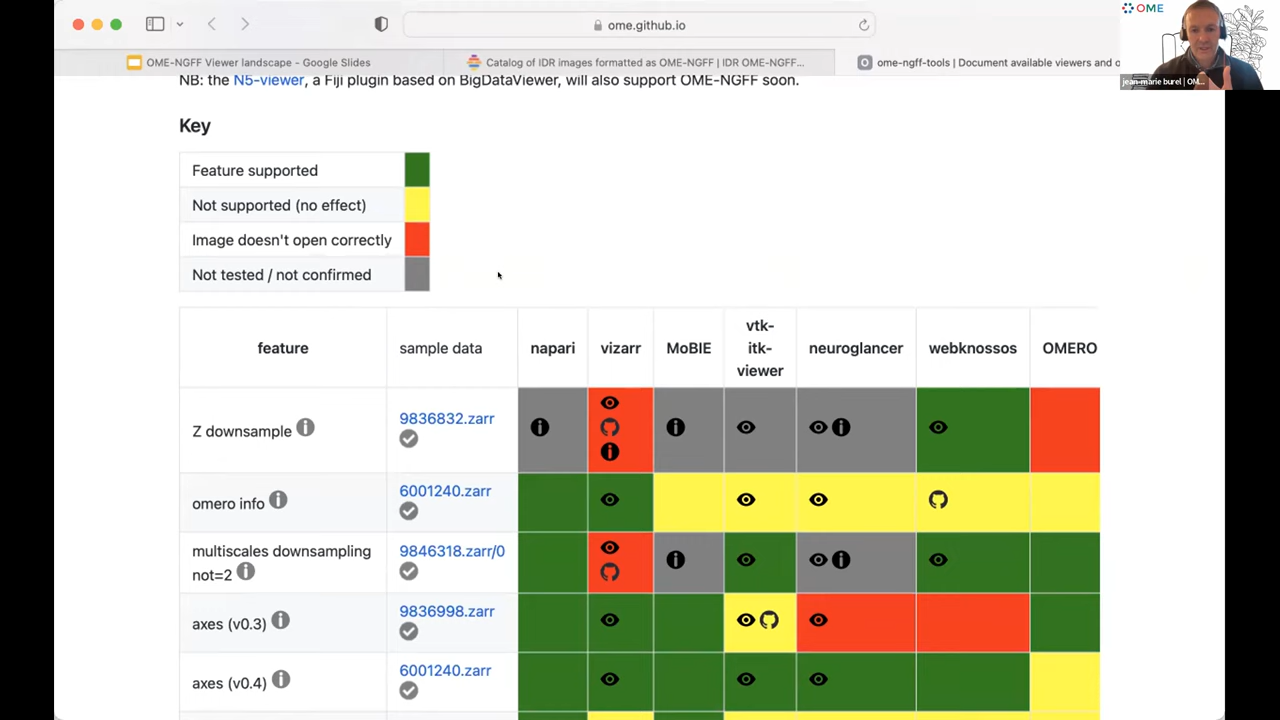 ome.github.io
OME-NGFF Viewer landscape - Google Slides
Catalog of IDR images formatted as OME-NGFF | IDR OME-NGFF...
ome-ngff-tools | Document available viewers and o
OME
jean-marie burel | OM...
NB: the N5-viewer, a Fiji plugin based on BigDataViewer, will also support OME-NGFF soon.
Key
Feature supported
Not supported (no effect)
Image doesn't open correctly
Not tested / not confirmed
feature sample data napari vizarr MoBIE vtk-itk-viewer neuroglancer webknossos OMERO
Z downsample 9836832.zarr
omero info 6001240.zarr
multiscales downsampling 9846318.zarr/0
not=2
axes (v0.3) 9836998.zarr
axes (v0.4) 6001240.zarr